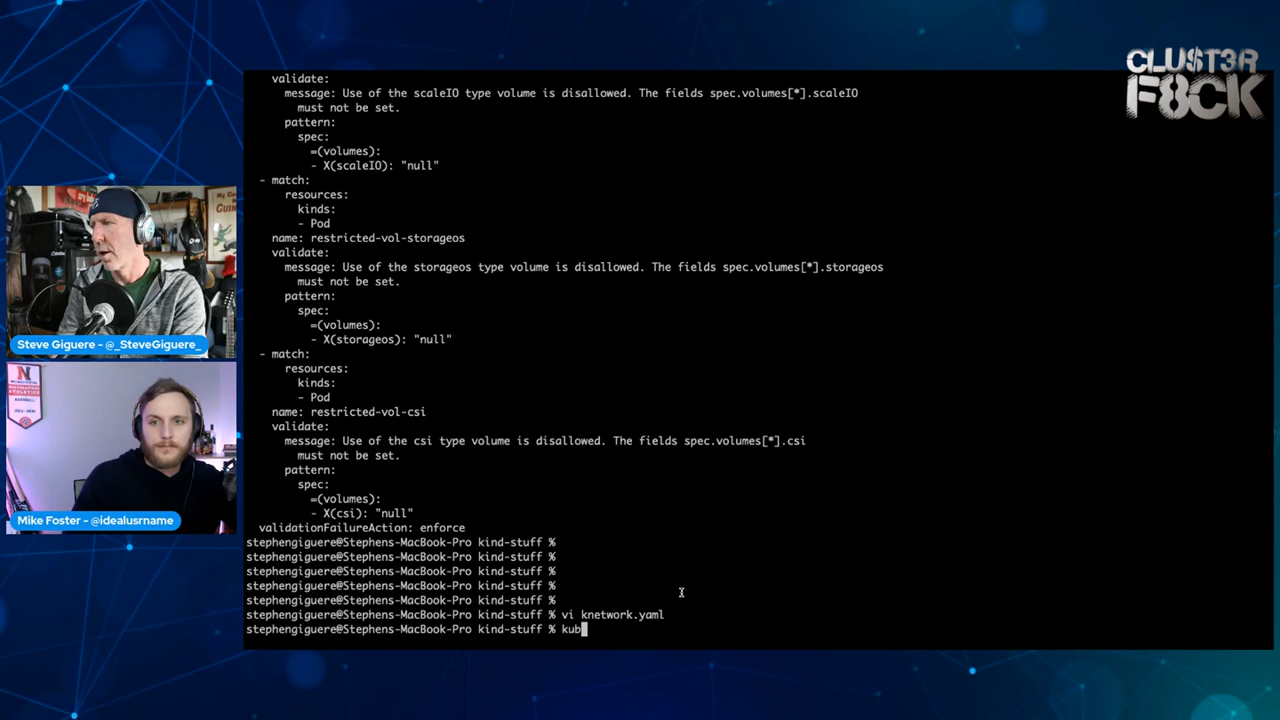 CLU$T3R
F8CK
validate:
message: Use of the scaleIO type volume is disallowed. The fields spec.volumes[*].scaleIO
must not be set.
pattern:
spec:
=(volumes):
- X(scaleIO): "null"
- match:
resources:
kinds:
- Pod
name: restricted-vol-storageos
validate:
message: Use of the storageos type volume is disallowed. The fields spec.volumes[*].storageos
must not be set.
pattern:
spec:
=(volumes):
- X(storageos): "null"
- match:
resources:
kinds:
- Pod
name: restricted-vol-csi
validate:
message: Use of the csi type volume is disallowed. The fields spec.volumes[*].csi
must not be set.
pattern:
spec:
=(volumes):
- X(csi): "null"
validationFailureAction: enforce
stephengiguere@Stephens-MacBook-Pro kind-stuff %
stephengiguere@Stephens-MacBook-Pro kind-stuff %
stephengiguere@Stephens-MacBook-Pro kind-stuff %
stephengiguere@Stephens-MacBook-Pro kind-stuff %
stephengiguere@Stephens-MacBook-Pro kind-stuff %
stephengiguere@Stephens-MacBook-Pro kind-stuff % vi knetwork.yaml
stephengiguere@Stephens-MacBook-Pro kind-stuff % kub
Steve Giguere - @_SteveGiguere_
N
Mike Foster - @idealusrname